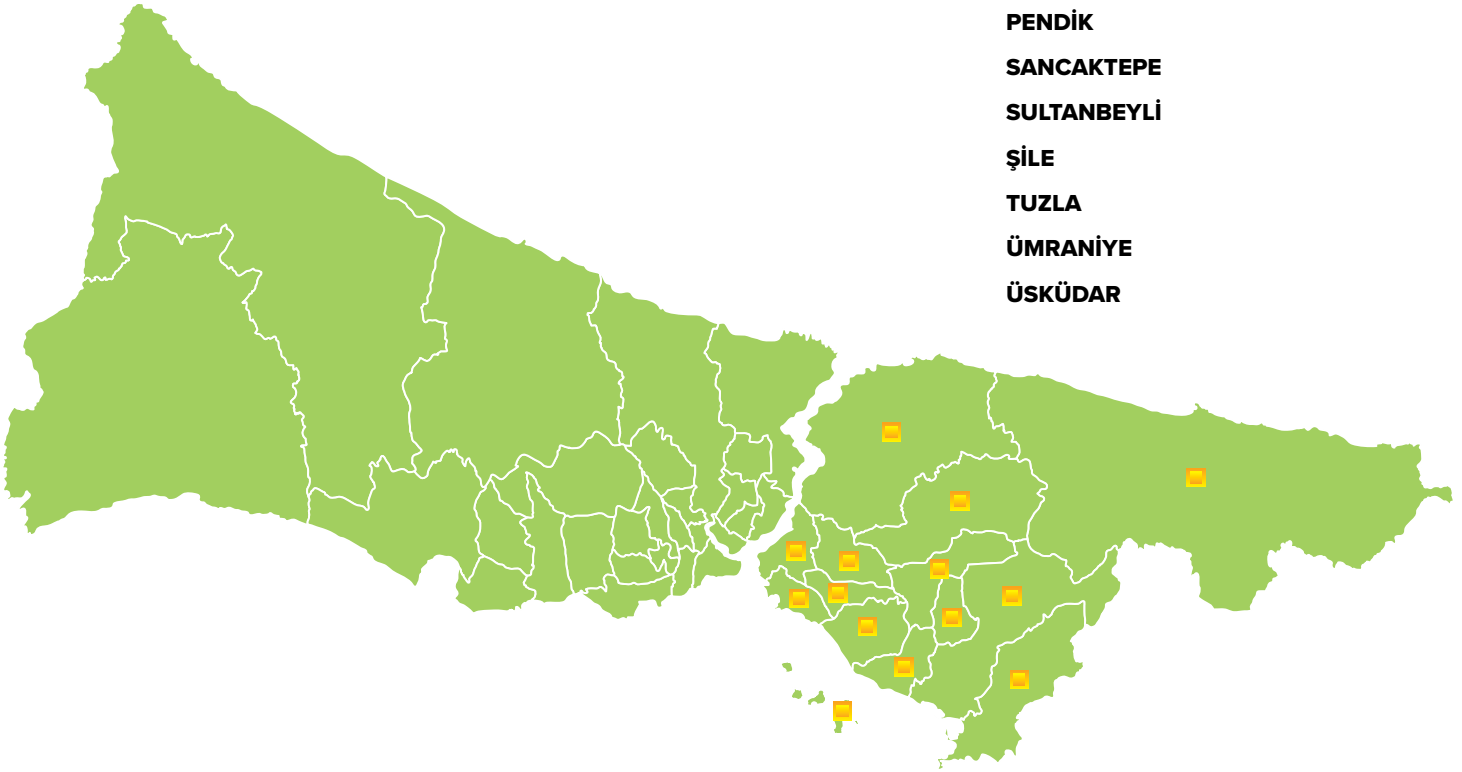 PENDİK
SANCAKTEPE
SULTANBEYLİ
ŞİLE
TUZLA
ÜMRANİYE
ÜSKÜDAR